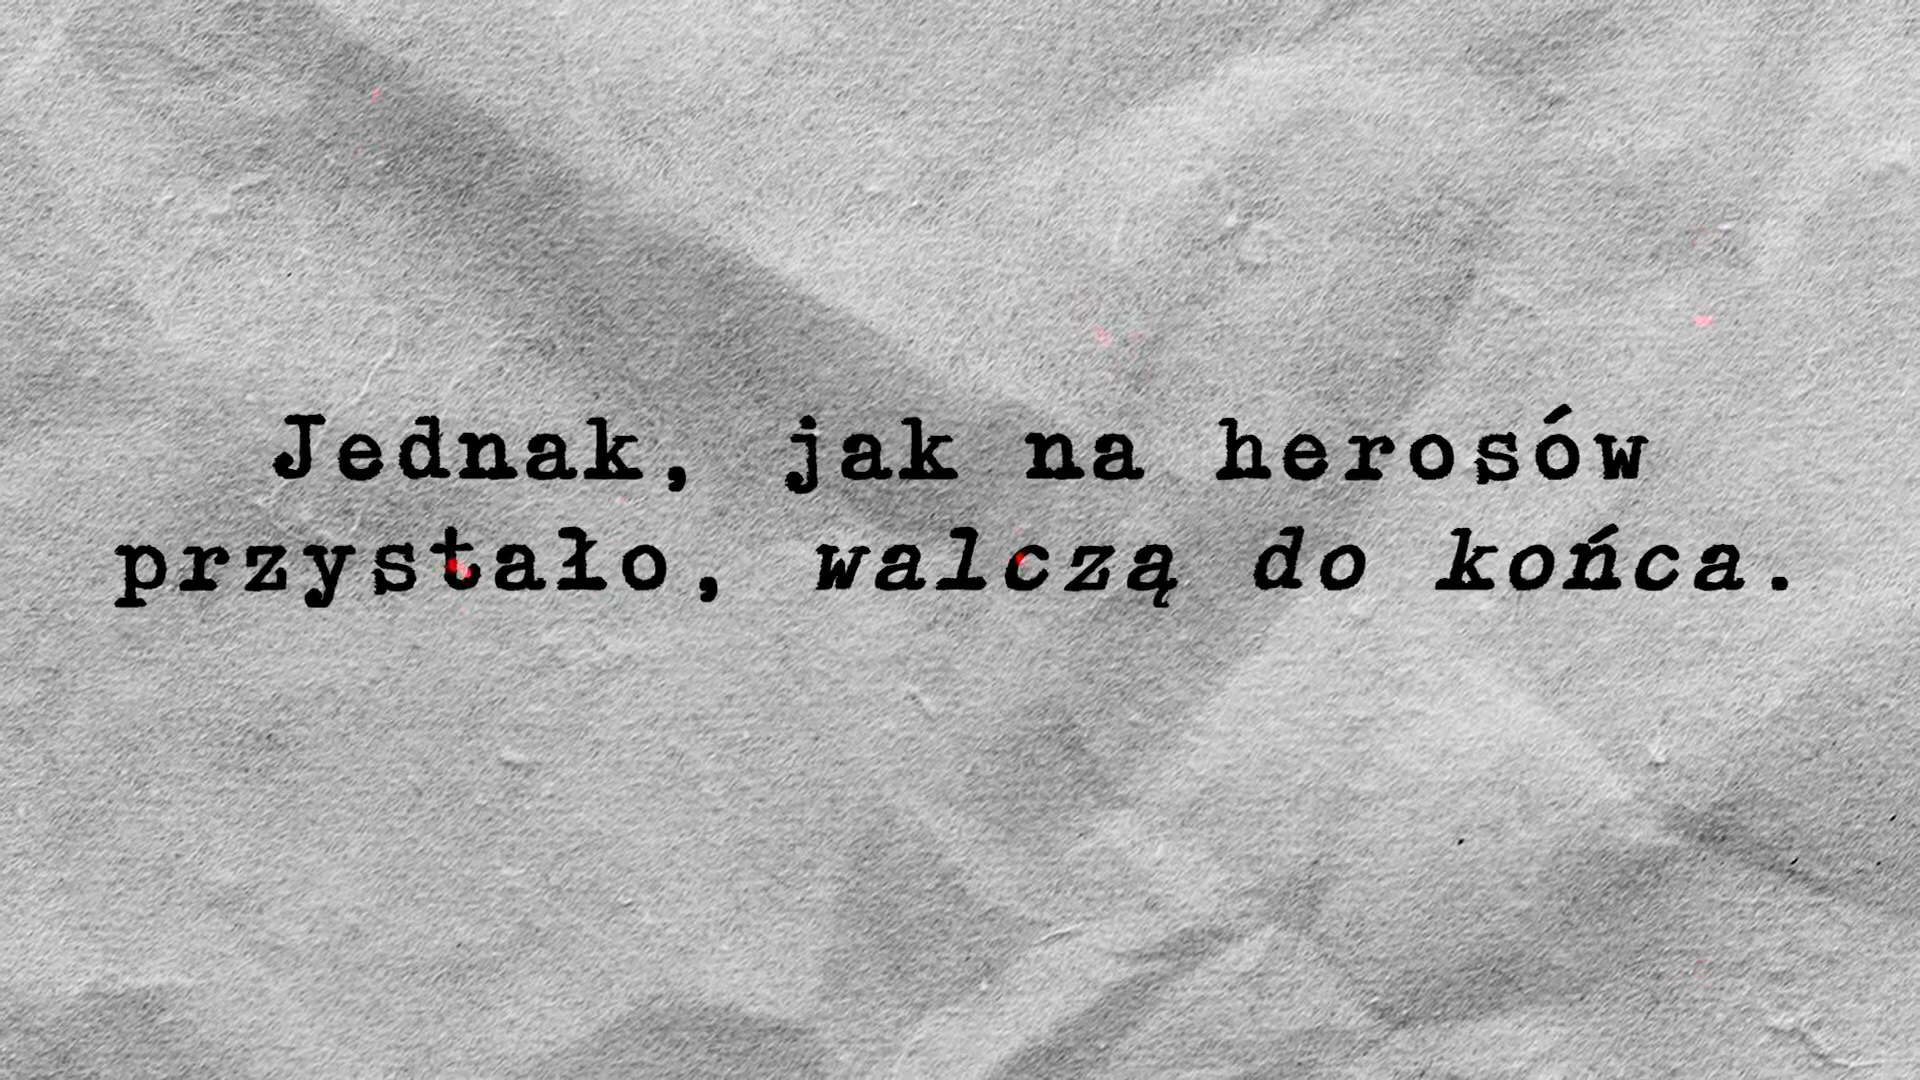 Jednak, jak na herosów
przystało, walczą do końca.